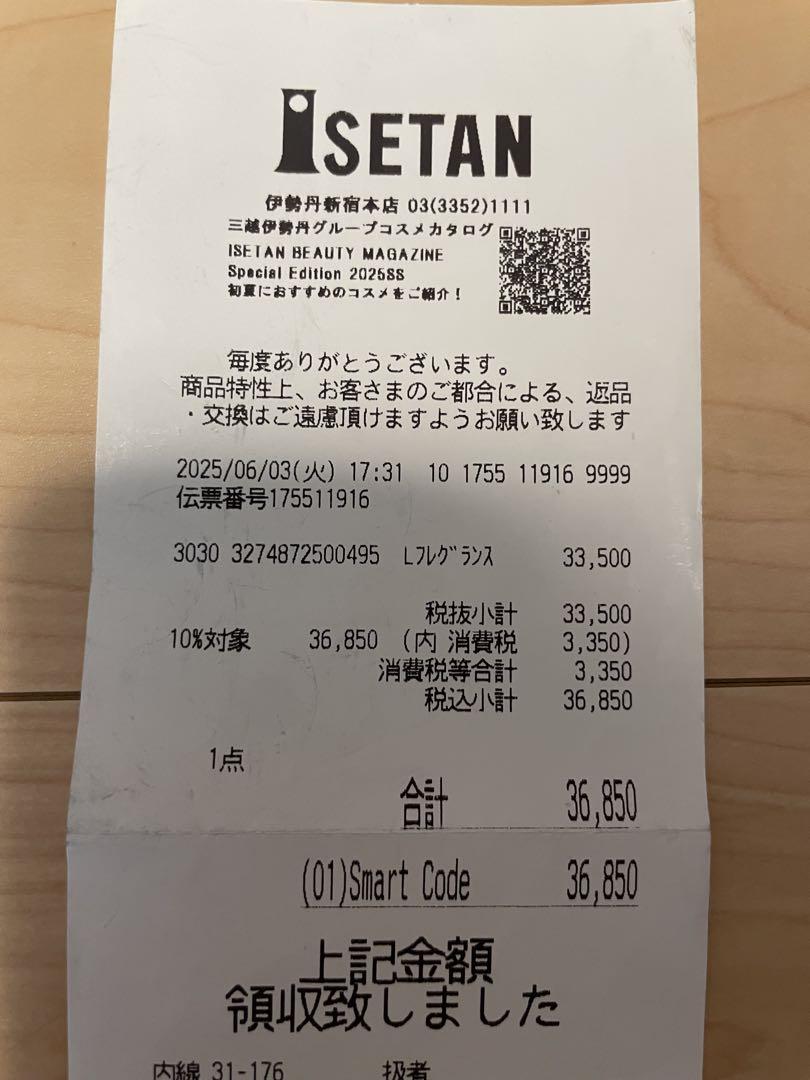 ISETAN
伊勢丹新宿本店 03(3352)1111
三越伊勢丹グループコスメカタログ
ISETAN BEAUTY MAGAZINE
Special Edition 2025SS
初夏におすすめのコスメをご紹介！
毎度ありがとうございます。
商品特性上、お客さまのご都合による、返品
・交換はご遠慮頂けますようお願い致します
2025/06/03(火) 17:31 10 1755 11916 9999
伝票番号175511916
3030 3274872500495 Lﾌﾚｸﾞﾗﾝｽ 33,500
税抜小計 33,500
10%対象 36,850 (内 消費税 3,350)
消費税等合計 3,350
税込小計 36,850
1点
合計 36,850
(01)Smart Code 36,850
上記金額
領収致しました
内線 31-176 扱者